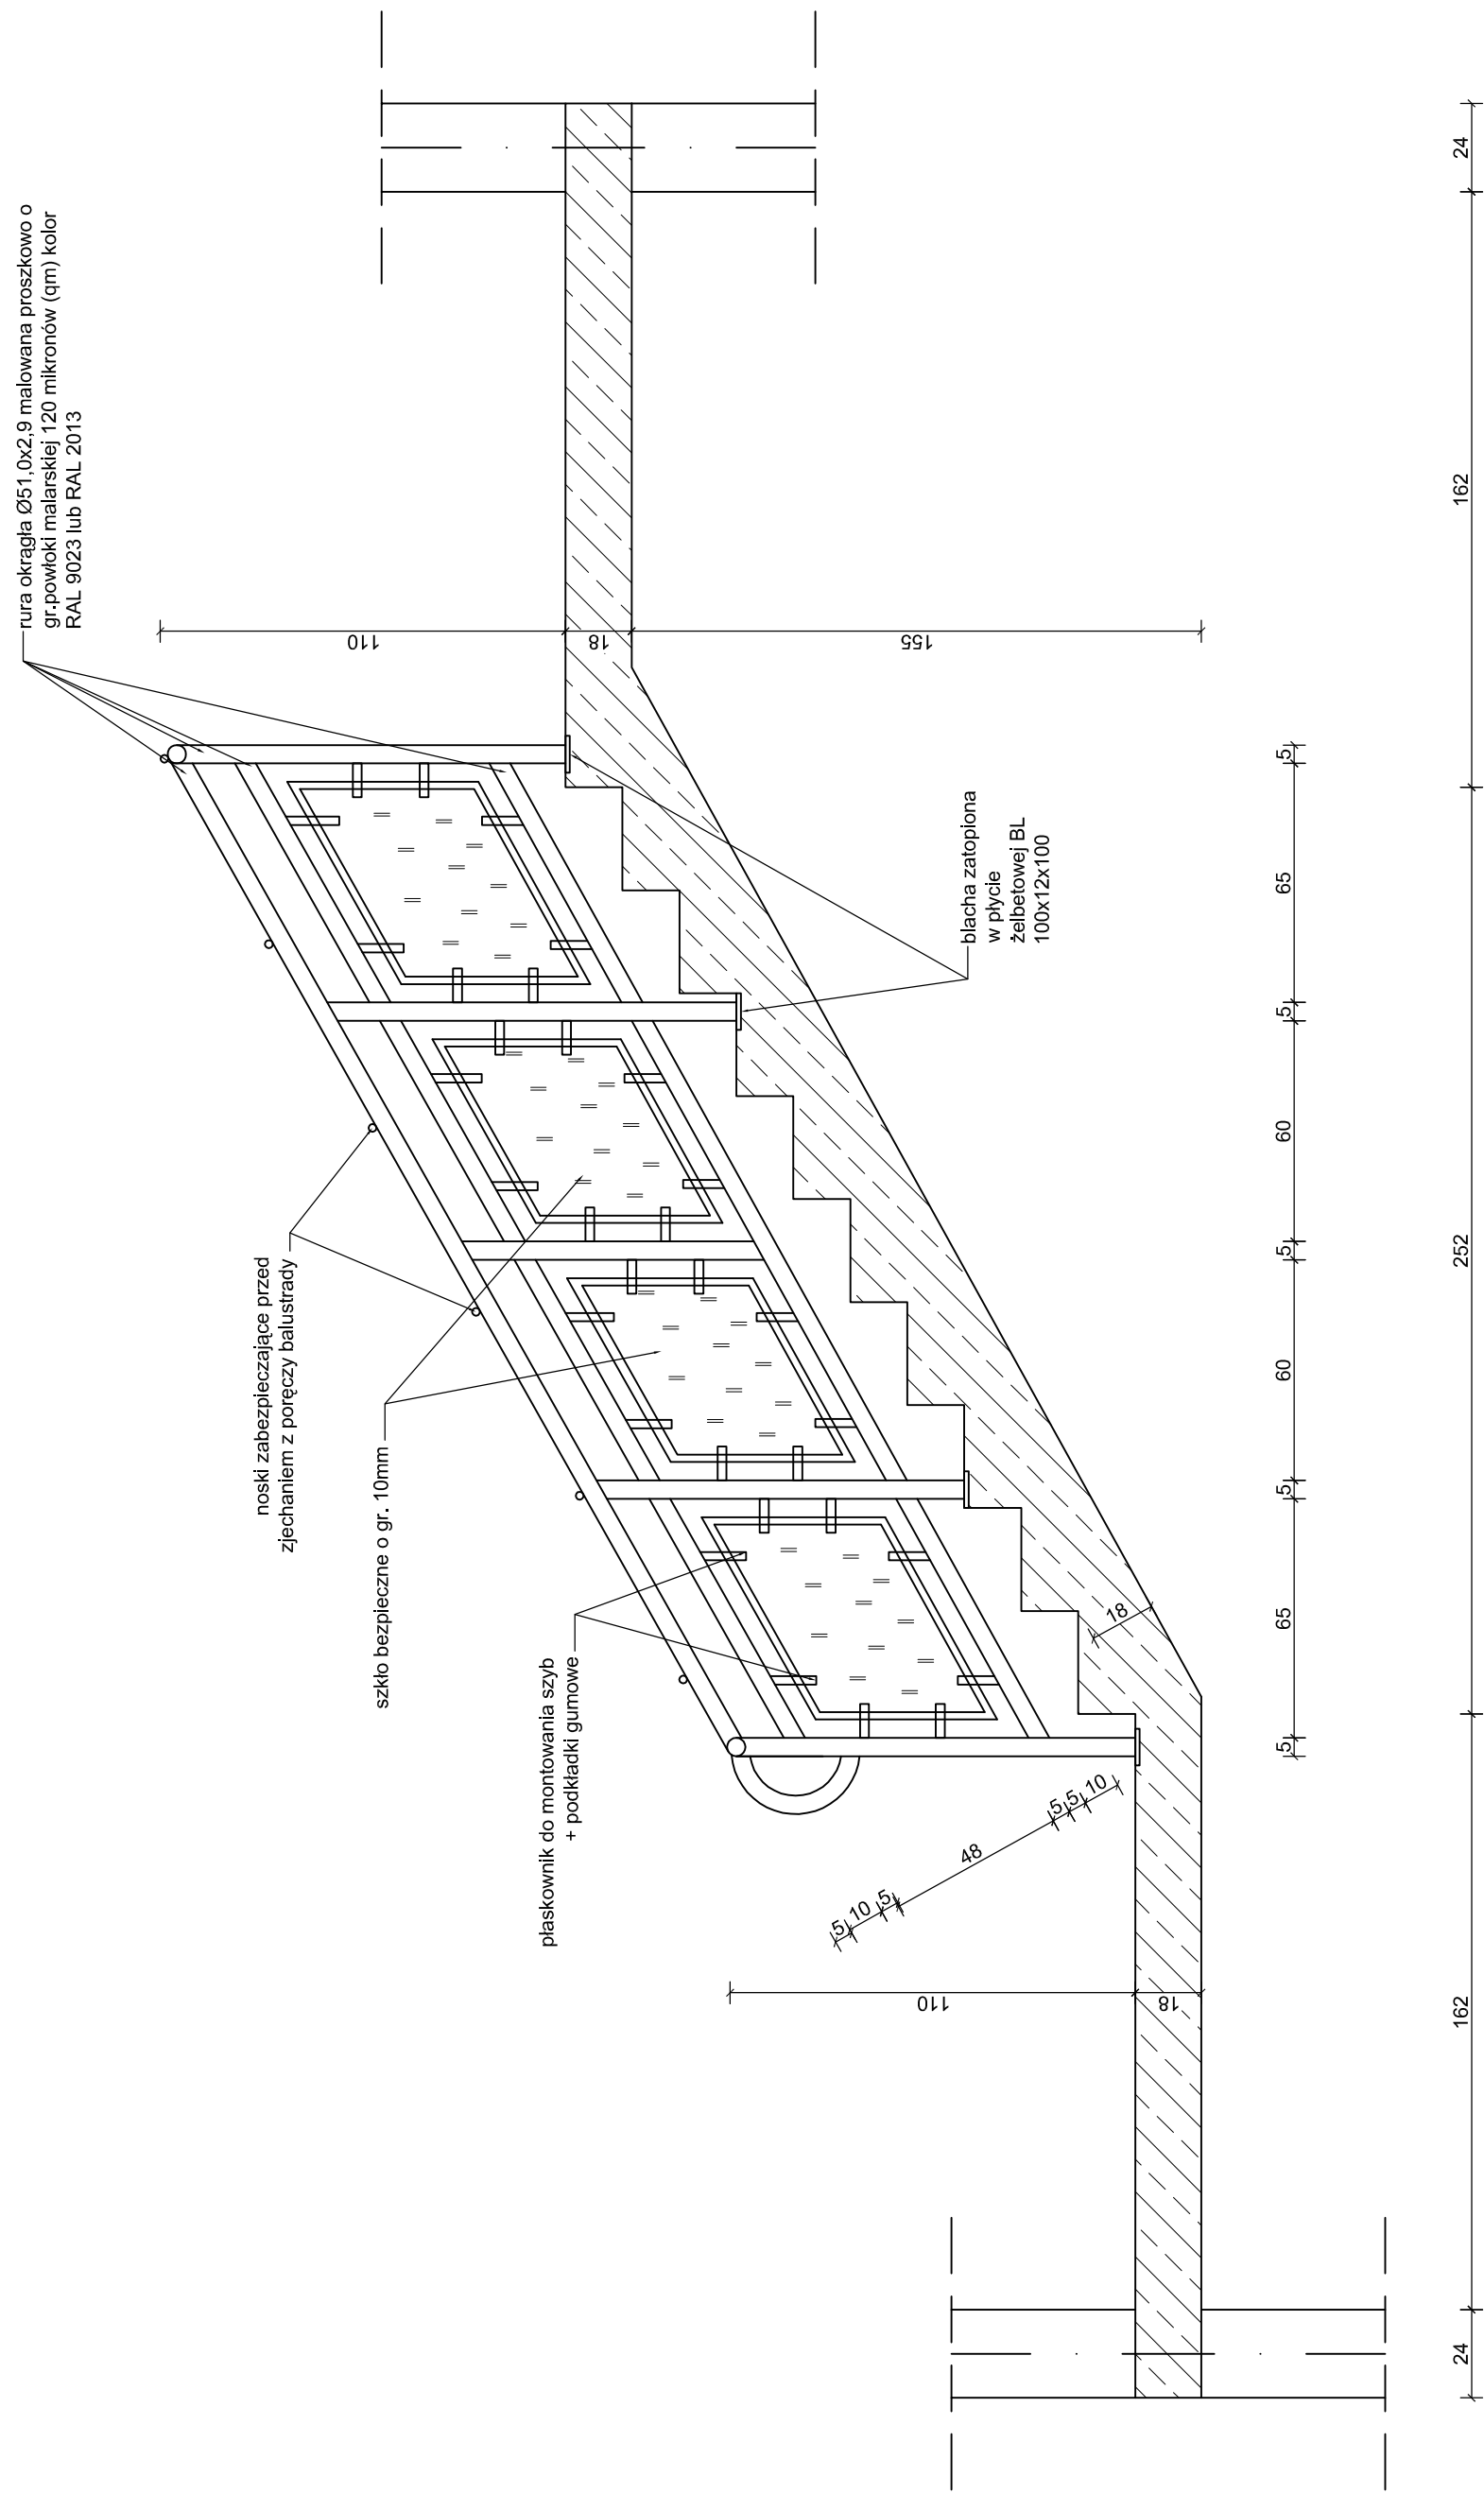 rura okrągła Ø51,0x2,9 malowana proszkowo o
gr.powłoki malarskiej 120 mikronów (qm) kolor
RAL 9023 lub RAL 2013
noski zabezpieczające przed
zjechaniem z poręczy balustrady
szkło bezpieczne o gr. 10mm
płaskownik do montowania szyb
+ podkładki gumowe
blacha zatopiona
w płycie
żelbetowej BL
100x12x100
110
18
155
110
18
5
10
5
48
5
5
10
18
5
65
5
60
5
60
5
65
5
24
162
252
162
24